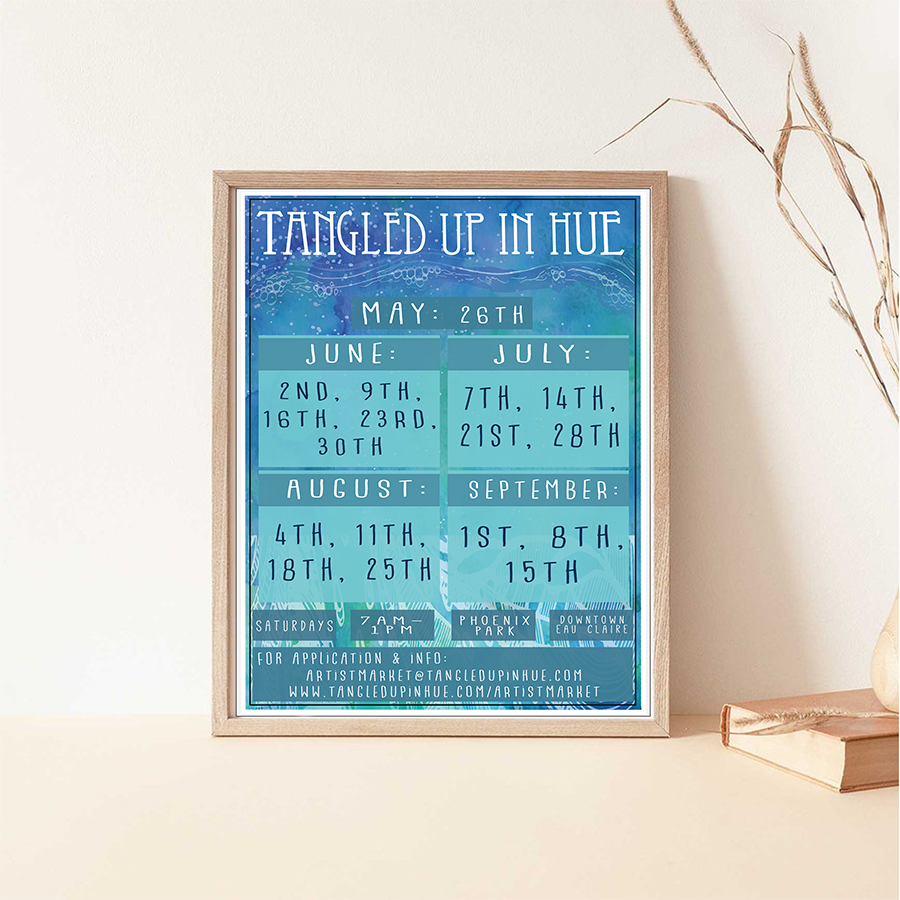 TANGLED UP IN HUE
MAY: 26TH
JUNE:
2ND, 9TH,
16TH, 23RD,
30TH
JULY:
7TH, 14TH,
21ST, 28TH
AUGUST:
4TH, 11TH,
18TH, 25TH
SEPTEMBER:
1ST, 8TH,
15TH
SATURDAYS
7AM–
1PM
PHOENIX
PARK
DOWNTOWN
EAU CLAIRE
FOR APPLICATION & INFO:
ARTISTMARKET@TANGLEDUPINHUE.COM
WWW.TANGLEDUPINHUE.COM/ARTISTMARKET